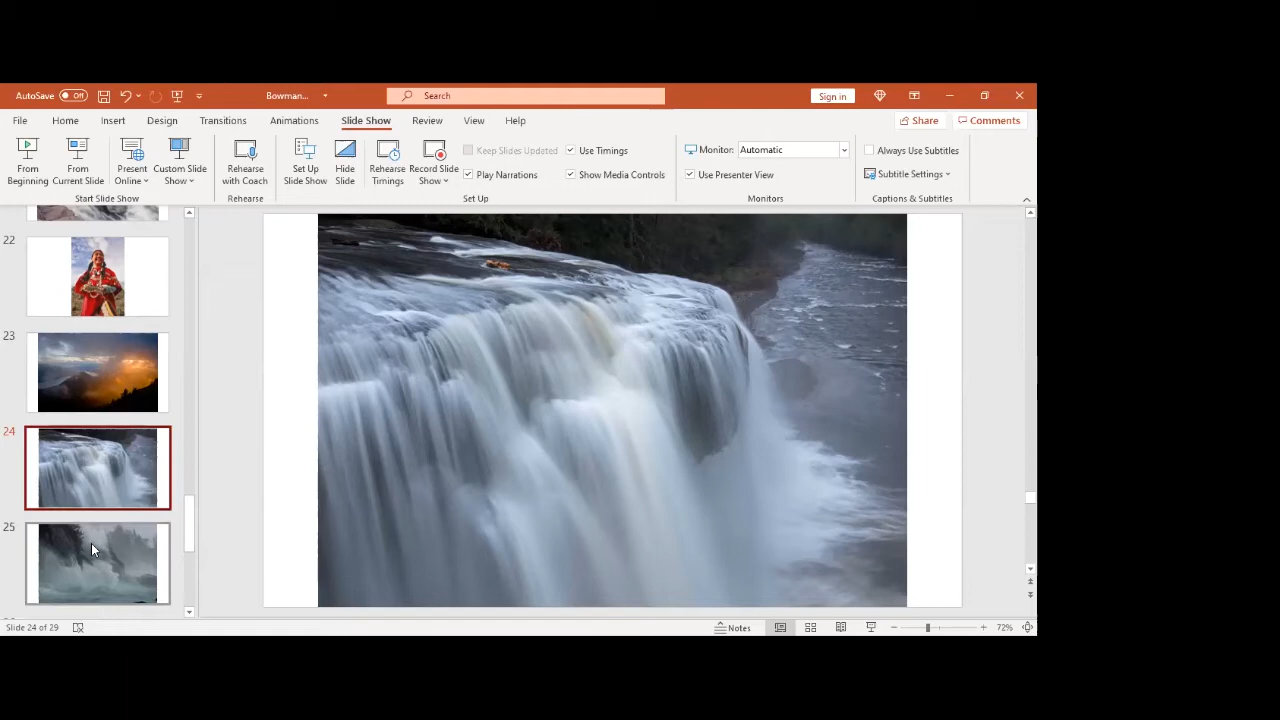 AutoSave Off Bowman... Search Sign in
File Home Insert Design Transitions Animations Slide Show Review View Help Share Comments
From Beginning
From Current Slide
Present Online
Custom Slide Show
Start Slide Show
Rehearse with Coach
Rehearse
Set Up Slide Show
Hide Slide
Rehearse Timings
Record Slide Show
Keep Slides Updated
Play Narrations
Use Timings
Show Media Controls
Set Up
Monitor: Automatic
Use Presenter View
Monitors
Always Use Subtitles
Subtitle Settings
Captions & Subtitles
22
23
24
25
Slide 24 of 29 Notes 72%